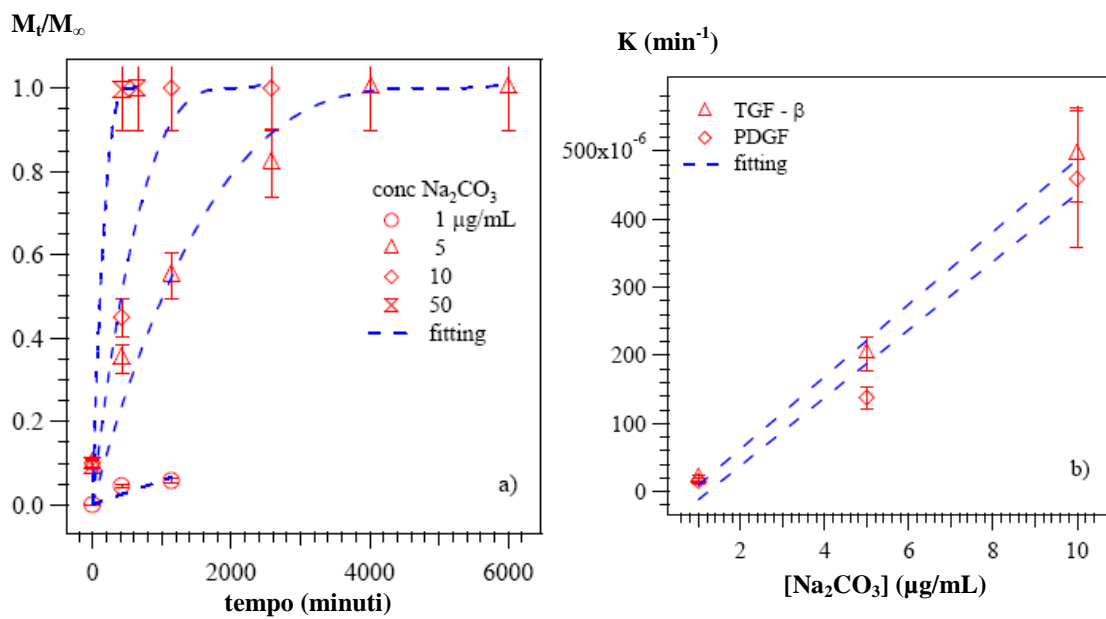 Mₜ/M∞
1.0
0.8
0.6
0.4
0.2
0.0
conc Na₂CO₃
1 µg/mL
5
10
50
fitting
a)
0 2000 4000 6000
tempo (minuti)
K (min⁻¹)
TGF - β
PDGF
fitting
500x10⁻⁶
400
300
200
100
0
b)
2 4 6 8 10
[Na₂CO₃] (µg/mL)